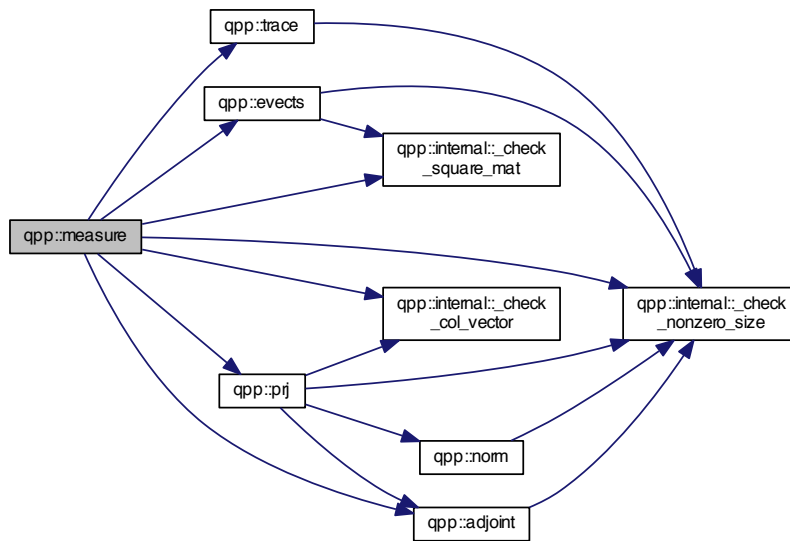 qpp::trace
qpp::evects
qpp::internal::_check
_square_mat
qpp::measure
qpp::internal::_check
_col_vector
qpp::internal::_check
_nonzero_size
qpp::prj
qpp::norm
qpp::adjoint